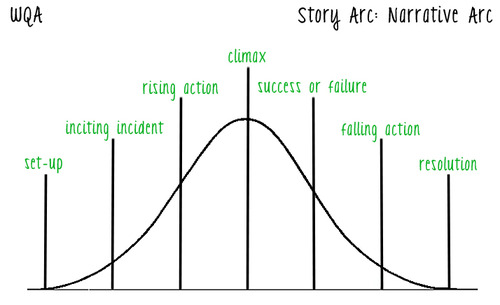 WQA
Story Arc: Narrative Arc
climax
rising action
success or failure
inciting incident
falling action
set-up
resolution